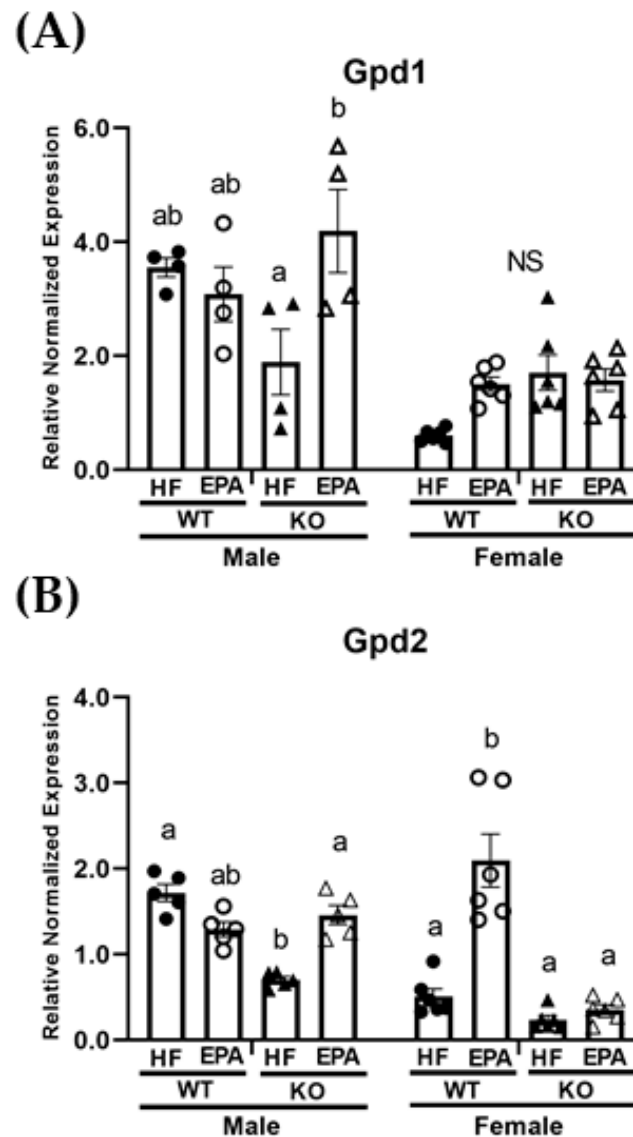 (A)
Gpd1
Relative Normalized Expression
6.0
4.0
2.0
0.0
ab
ab
a
b
NS
HF EPA HF EPA HF EPA HF EPA
WT KO WT KO
Male Female
(B)
Gpd2
Relative Normalized Expression
4.0
3.0
2.0
1.0
0.0
a
ab
b
a
a
b
a
a
HF EPA HF EPA HF EPA HF EPA
WT KO WT KO
Male Female